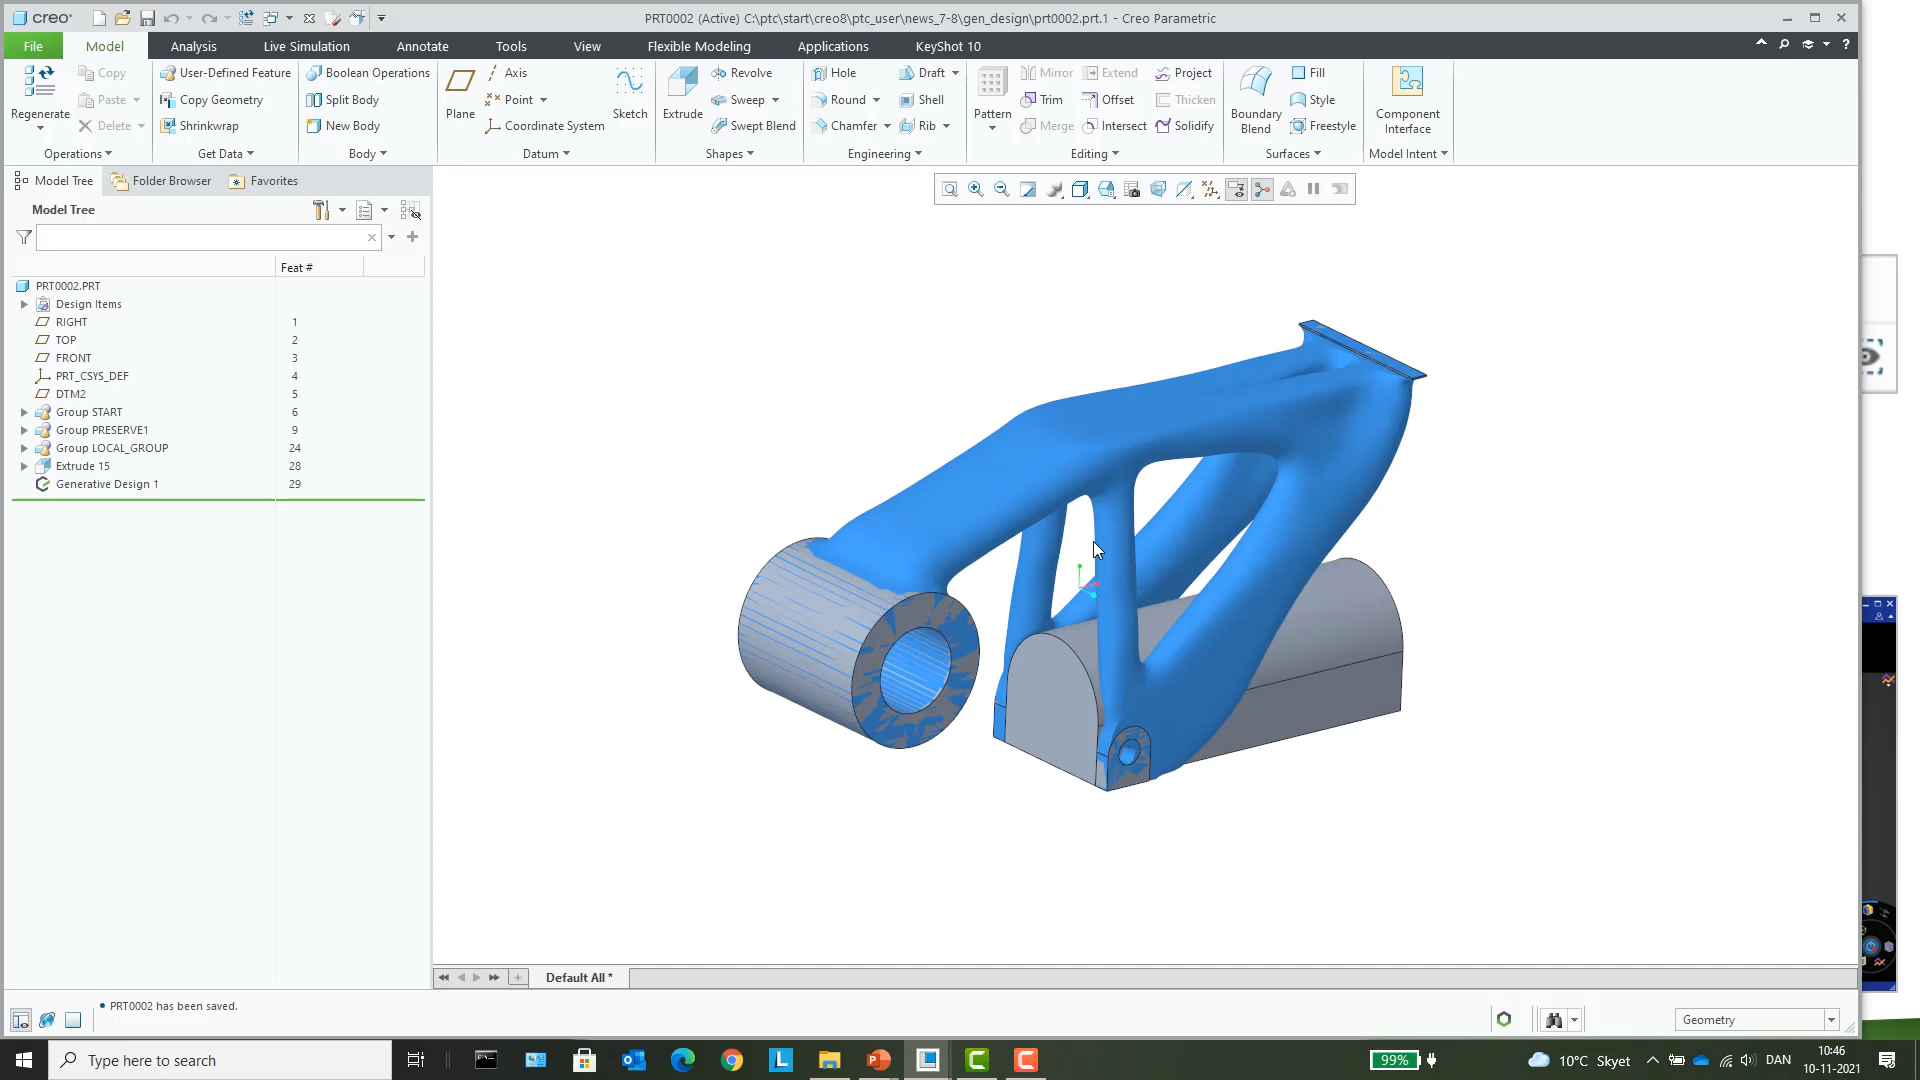 creo
PRT0002 (Active) C:\ptc\start\creo8\ptc_user\news_7-8\gen_design\prt0002.prt.1 - Creo Parametric
File
Model
Analysis
Live Simulation
Annotate
Tools
View
Flexible Modeling
Applications
KeyShot 10
Regenerate
Copy
Paste
Delete
Operations
User-Defined Feature
Copy Geometry
Shrinkwrap
Get Data
Boolean Operations
Split Body
New Body
Body
Plane
Axis
Point
Coordinate System
Sketch
Datum
Extrude
Revolve
Sweep
Swept Blend
Shapes
Hole
Round
Chamfer
Draft
Shell
Rib
Engineering
Pattern
Mirror
Trim
Merge
Extend
Offset
Intersect
Project
Thicken
Solidify
Editing
Boundary Blend
Fill
Style
Freestyle
Surfaces
Component Interface
Model Intent
Model Tree
Folder Browser
Favorites
Model Tree
Feat #
PRT0002.PRT
Design Items
RIGHT 1
TOP 2
FRONT 3
PRT_CSYS_DEF 4
DTM2 5
Group START 6
Group PRESERVE1 9
Group LOCAL_GROUP 24
Extrude 15 28
Generative Design 1 29
Default All *
PRT0002 has been saved.
Geometry
Type here to search
99%
10°C Skyet
DAN
10:46
10-11-2021